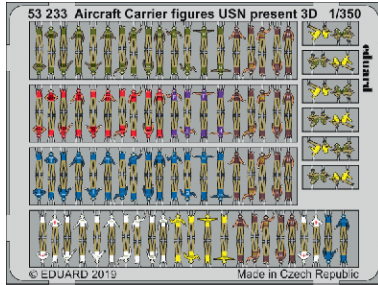 53 233 Aircraft Carrier figures USN present 3D 1/350
eduard
© EDUARD 2019 Made in Czech Republic